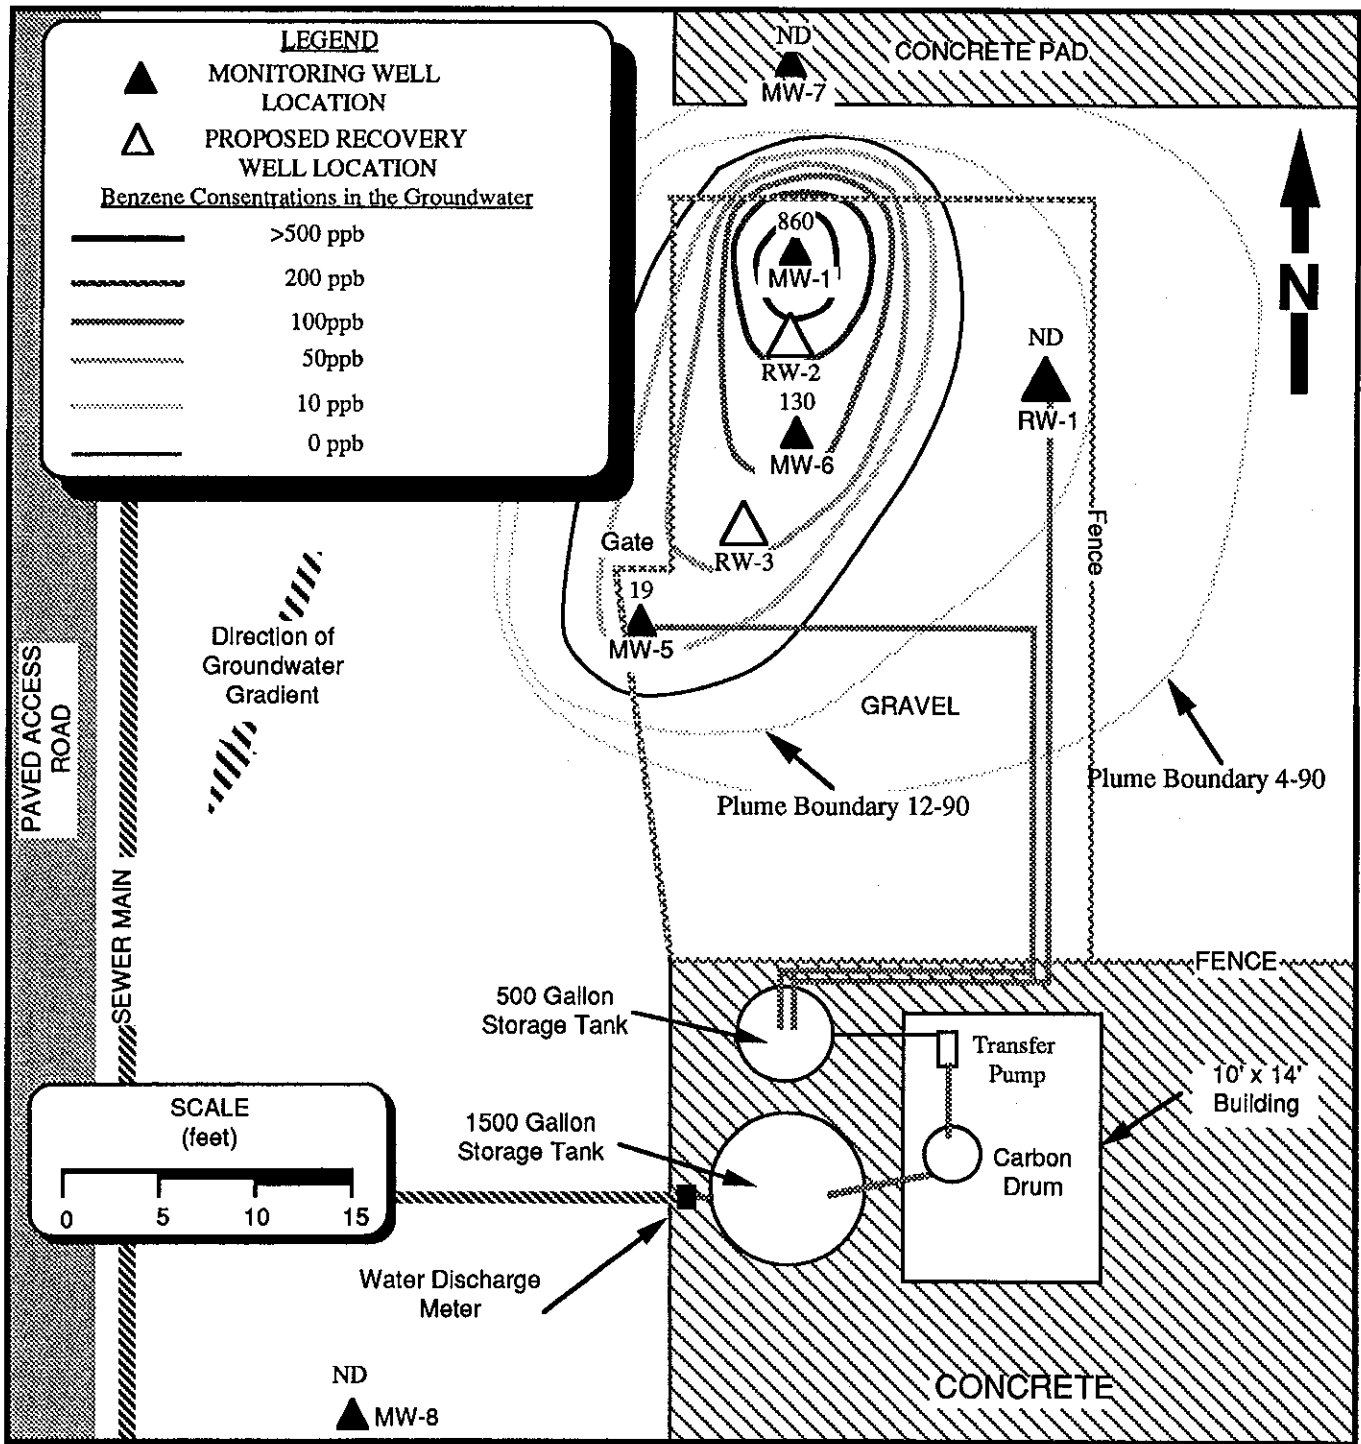 LEGEND
MONITORING WELL
LOCATION
PROPOSED RECOVERY
WELL LOCATION
Benzene Consentrations in the Groundwater
>500 ppb
200 ppb
100ppb
50ppb
10 ppb
0 ppb
ND
CONCRETE PAD
MW-7
N
860
MW-1
RW-2
130
MW-6
ND
RW-1
Fence
Gate
RW-3
19
MW-5
Direction of
Groundwater
Gradient
GRAVEL
PAVED ACCESS
ROAD
Plume Boundary 4-90
Plume Boundary 12-90
SEWER MAIN
FENCE
500 Gallon
Storage Tank
Transfer
Pump
10' x 14'
Building
SCALE
(feet)
0 5 10 15
1500 Gallon
Storage Tank
Carbon
Drum
Water Discharge
Meter
ND
MW-8
CONCRETE